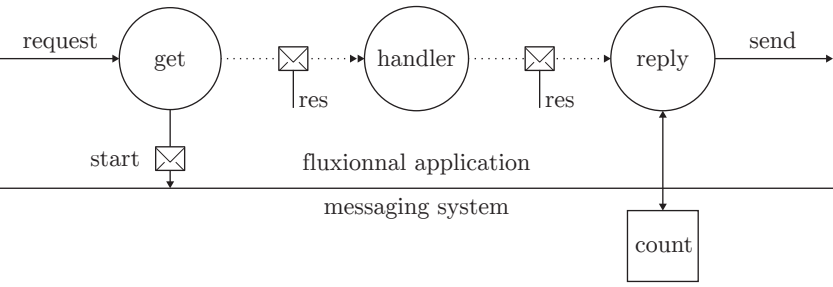 request
get
handler
reply
send
res
res
start
fluxionnal application
messaging system
count